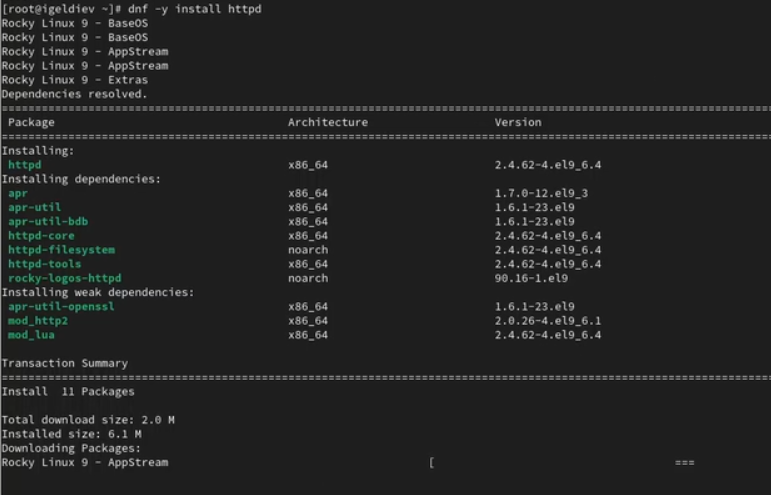 [root@igeldiev ~]# dnf -y install httpd
Rocky Linux 9 - BaseOS
Rocky Linux 9 - BaseOS
Rocky Linux 9 - AppStream
Rocky Linux 9 - AppStream
Rocky Linux 9 - Extras
Dependencies resolved.
================================================================================
Package Architecture Version
================================================================================
Installing:
httpd x86_64 2.4.62-4.el9_6.4
Installing dependencies:
apr x86_64 1.7.0-12.el9_3
apr-util x86_64 1.6.1-23.el9
apr-util-bdb x86_64 1.6.1-23.el9
httpd-core x86_64 2.4.62-4.el9_6.4
httpd-filesystem noarch 2.4.62-4.el9_6.4
httpd-tools x86_64 2.4.62-4.el9_6.4
rocky-logos-httpd noarch 90.16-1.el9
Installing weak dependencies:
apr-util-openssl x86_64 1.6.1-23.el9
mod_http2 x86_64 2.0.26-4.el9_6.1
mod_lua x86_64 2.4.62-4.el9_6.4
Transaction Summary
================================================================================
Install 11 Packages
Total download size: 2.0 M
Installed size: 6.1 M
Downloading Packages:
Rocky Linux 9 - AppStream [ ===